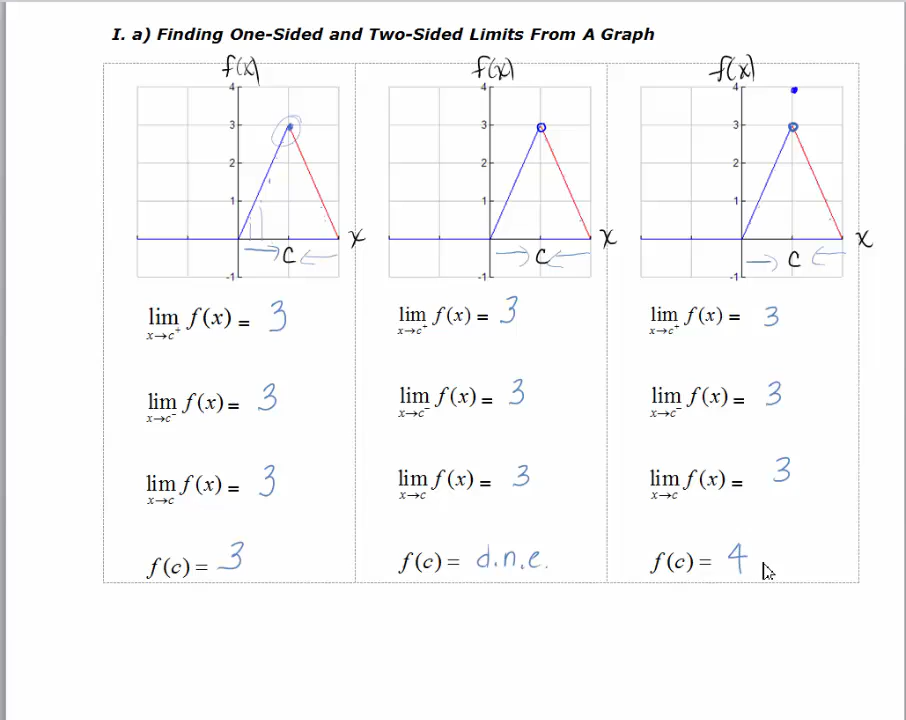 I. a) Finding One-Sided and Two-Sided Limits From A Graph
f(x) f(x) f(x)
4 4 4
3 3 3
2 2 2
1 1 1
x x x
c c c
-1 -1 -1
lim x→c⁺ f(x) = 3 lim x→c⁺ f(x) = 3 lim x→c⁺ f(x) = 3
lim x→c⁻ f(x) = 3 lim x→c⁻ f(x) = 3 lim x→c⁻ f(x) = 3
lim x→c f(x) = 3 lim x→c f(x) = 3 lim x→c f(x) = 3
f(c) = 3 f(c) = d.n.e. f(c) = 4